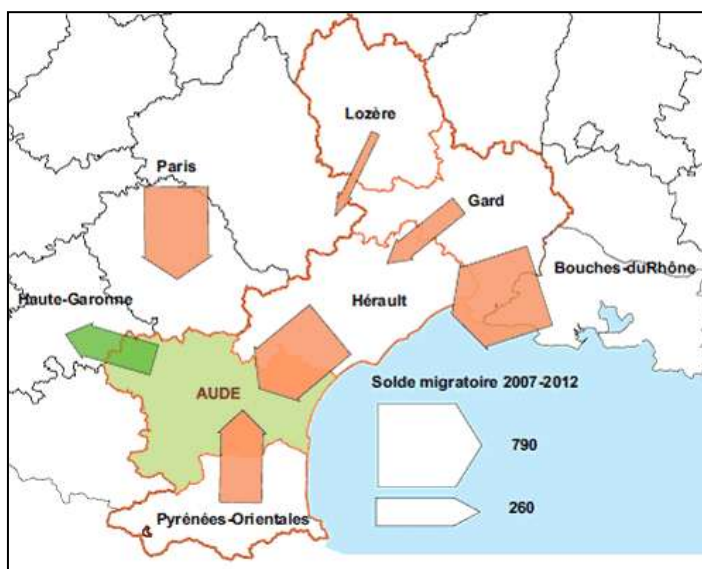 Lozère
Paris
Gard
Bouches-duRhône
Haute-Garonne
Hérault
Solde migratoire 2007-2012
AUDE
790
260
Pyrénées-Orientales